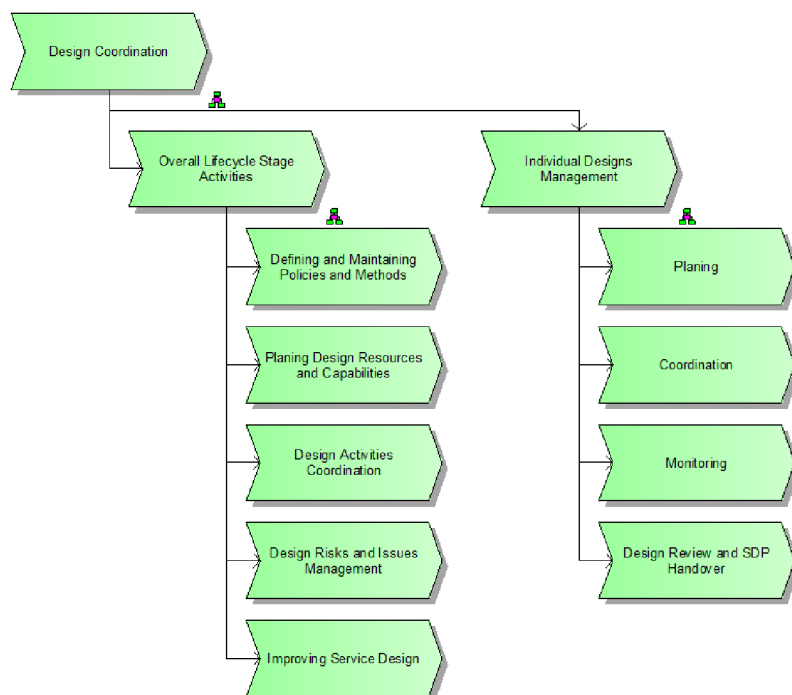 Design Coordination
Overall Lifecycle Stage
Activities
Individual Designs
Management
Defining and Maintaining
Policies and Methods
Planing
Planing Design Resources
and Capabilities
Coordination
Design Activities
Coordination
Monitoring
Design Risks and Issues
Management
Design Review and SDP
Handover
Improving Service Design